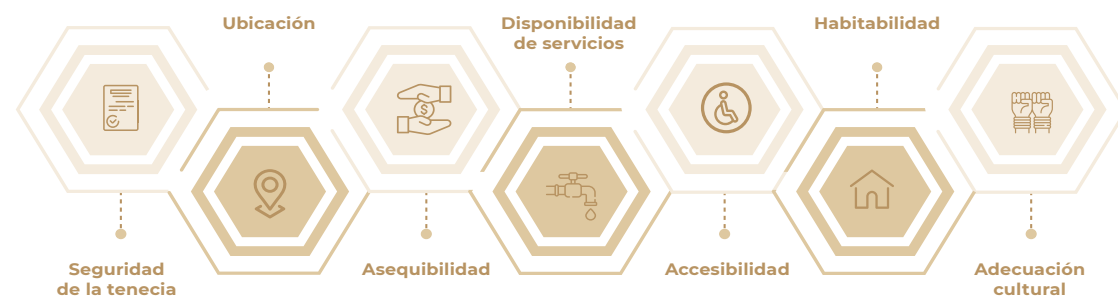 Ubicación
Disponibilidad
de servicios
Habitabilidad
$
Seguridad
de la tenecia
Asequibilidad
Accesibilidad
Adecuación
cultural